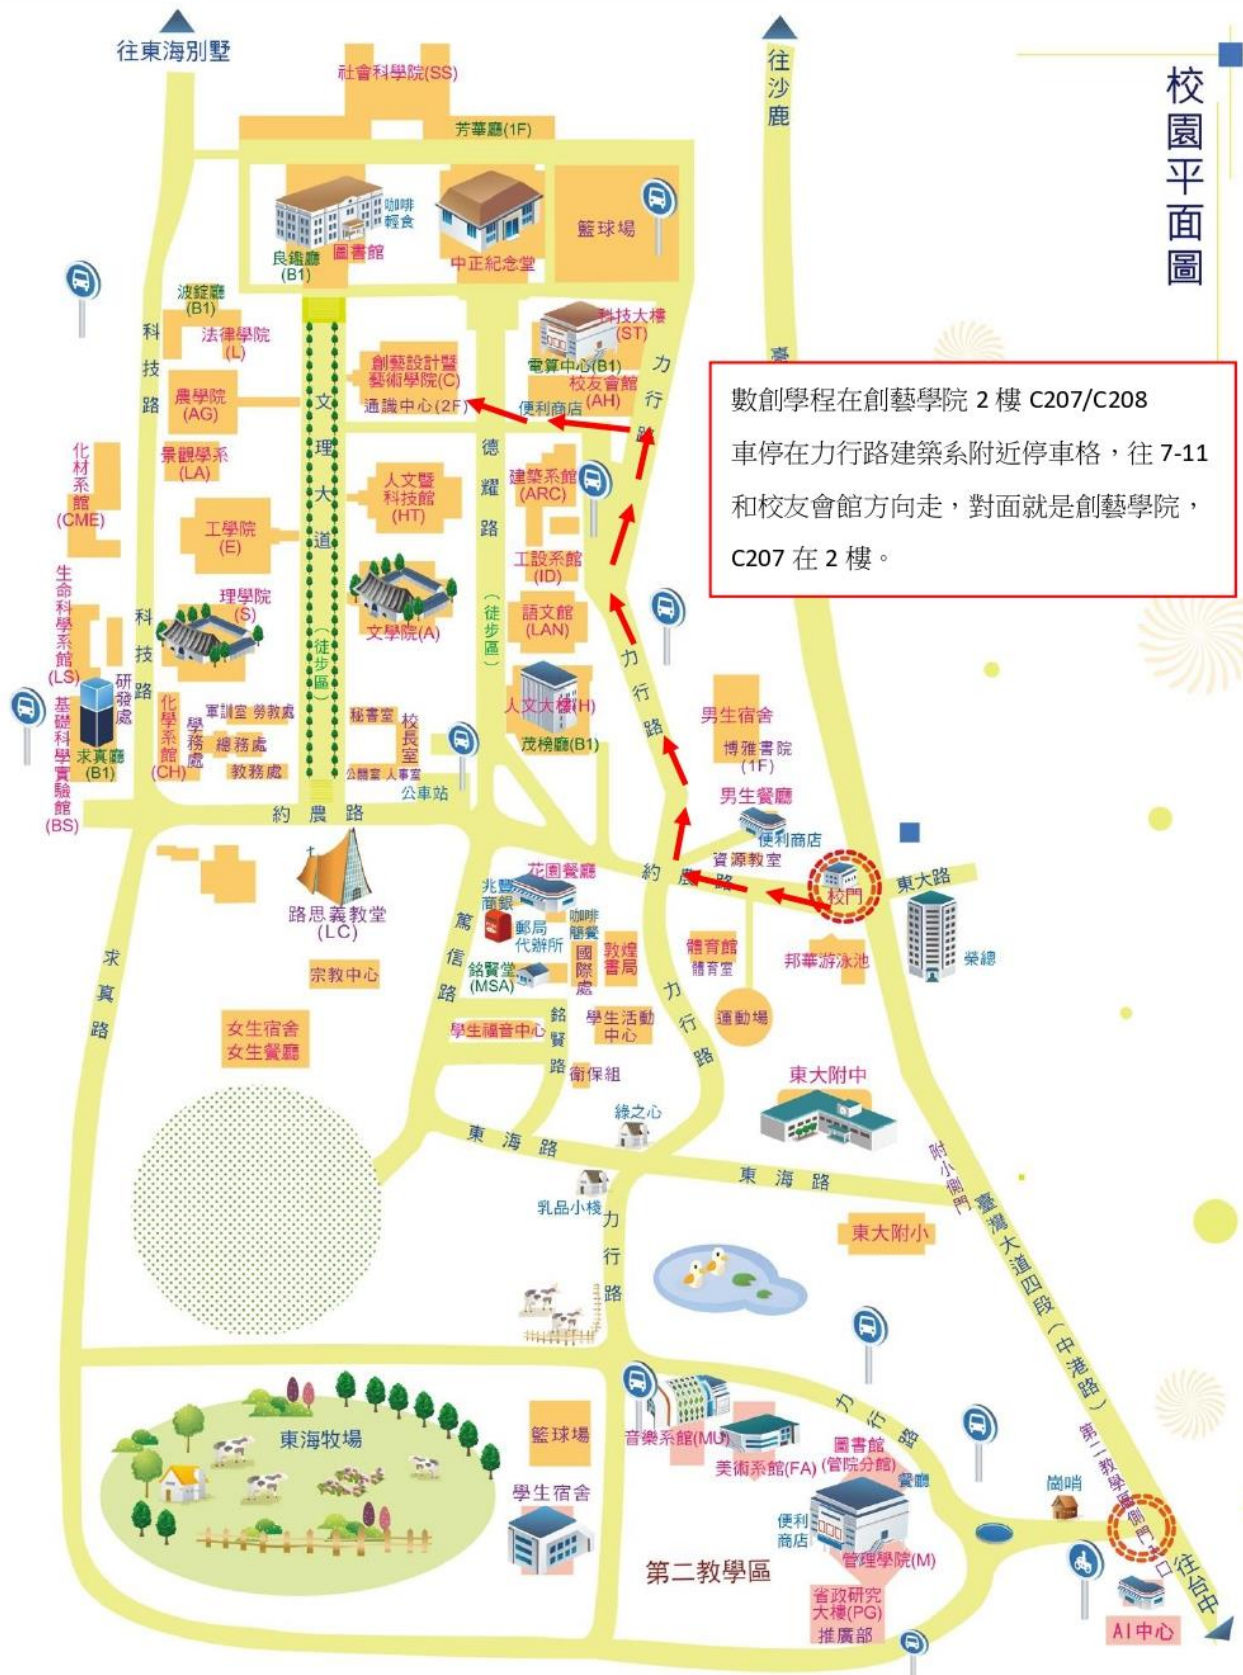 往東海別墅
往沙鹿
校園平面圖
社會科學院(SS)
芳華廳(1F)
咖啡
輕食
圖書館
良鑑廳
(B1)
中正紀念堂
籃球場
波錠廳
(B1)
法律學院
(L)
科技路
農學院
(AG)
創藝設計暨
藝術學院(C)
通識中心(2F)
科技大樓
(ST)
電算中心(B1)
校友會館
(AH)
便利商店
力行路
臺
數創學程在創藝學院 2 樓 C207/C208
車停在力行路建築系附近停車格，往 7-11
和校友會館方向走，對面就是創藝學院，
C207 在 2 樓。
文理大道
(徒步區)
德耀路
(徒步區)
化材系館
(CME)
景觀學系
(LA)
工學院
(E)
人文暨
科技館
(HT)
建築系館
(ARC)
工設系館
(ID)
生命科學系館
(LS)
理學院
(S)
文學院(A)
語文館
(LAN)
科技路
研發處
求真廳
(B1)
基礎科學實驗館
(BS)
化學系館
(CH)
學務處
軍訓室 勞教處
總務處
教務處
秘書室
校長室
公關室 人事室
公車站
人文大樓(H)
茂榜廳(B1)
力行路
男生宿舍
博雅書院
(1F)
男生餐廳
便利商店
資源教室
約農路
約農路
校門
東大路
榮總
路思義教堂
(LC)
宗教中心
花園餐廳
兆豐
商銀
郵局
代辦所
咖啡
簡餐
銘賢堂
(MSA)
國際處
敦煌
書局
體育館
體育室
邦華游泳池
運動場
求真路
篤信路
女生宿舍
女生餐廳
學生福音中心
銘賢路
學生活動
中心
衛保組
力行路
東大附中
綠之心
東海路
東海路
附小側門
乳品小棧
力行路
東大附小
臺灣大道四段(中港路)
東海牧場
籃球場
學生宿舍
音樂系館(MU)
美術系館(FA)
力行路
圖書館
(管院分館)
餐廳
便利
商店
管理學院(M)
第二教學區
省政研究
大樓(PG)
推廣部
崗哨
第二教學區側門入口
往台中
AI中心